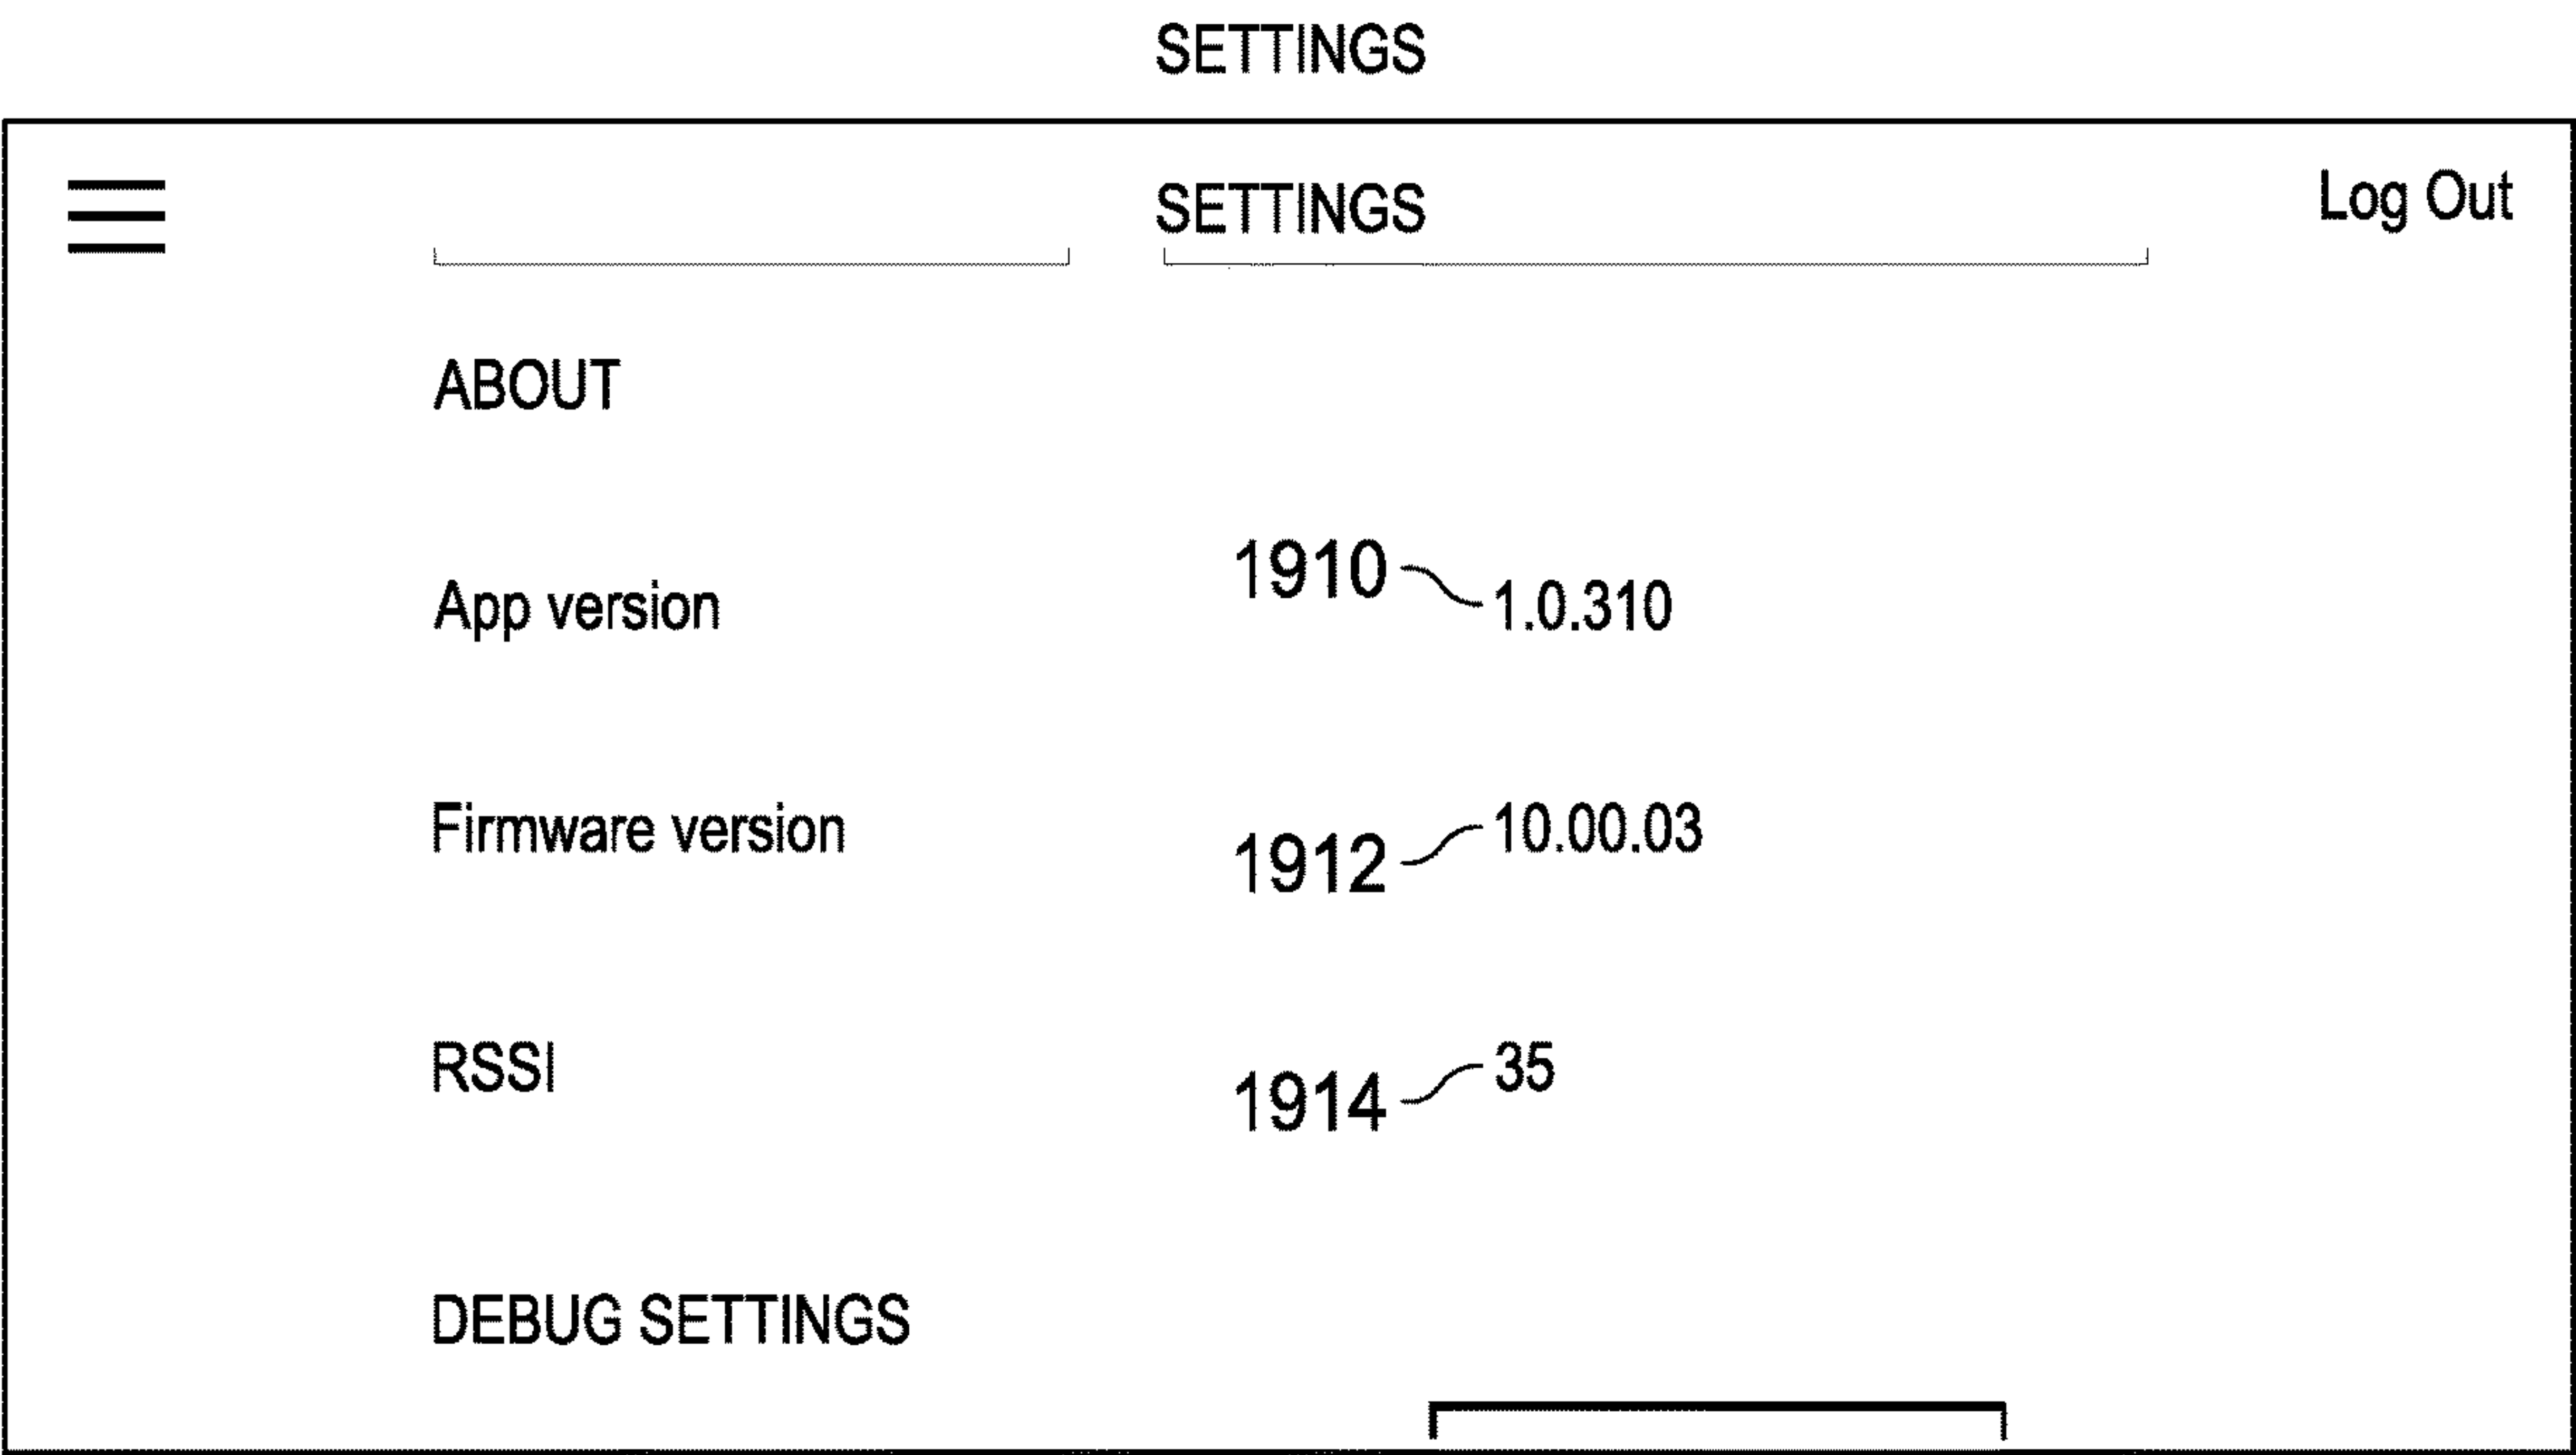 SETTINGS
SETTINGS
Log Out
ABOUT
App version 1910 1.0.310
Firmware version 1912 10.00.03
RSSI 1914 35
DEBUG SETTINGS